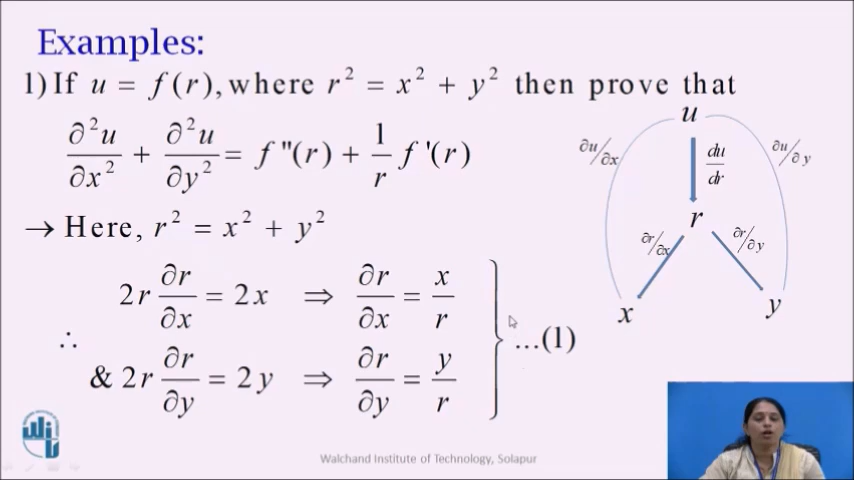 Examples:
1) If u = f(r), where r² = x² + y² then prove that
∂²u/∂x² + ∂²u/∂y² = f''(r) + 1/r f'(r)
→ Here, r² = x² + y²
∴ 2r ∂r/∂x = 2x ⇒ ∂r/∂x = x/r
& 2r ∂r/∂y = 2y ⇒ ∂r/∂y = y/r
...(1)
u
∂u/∂x
du/dr
∂u/∂y
r
∂r/∂x
∂r/∂y
x
y
Walchand Institute of Technology, Solapur